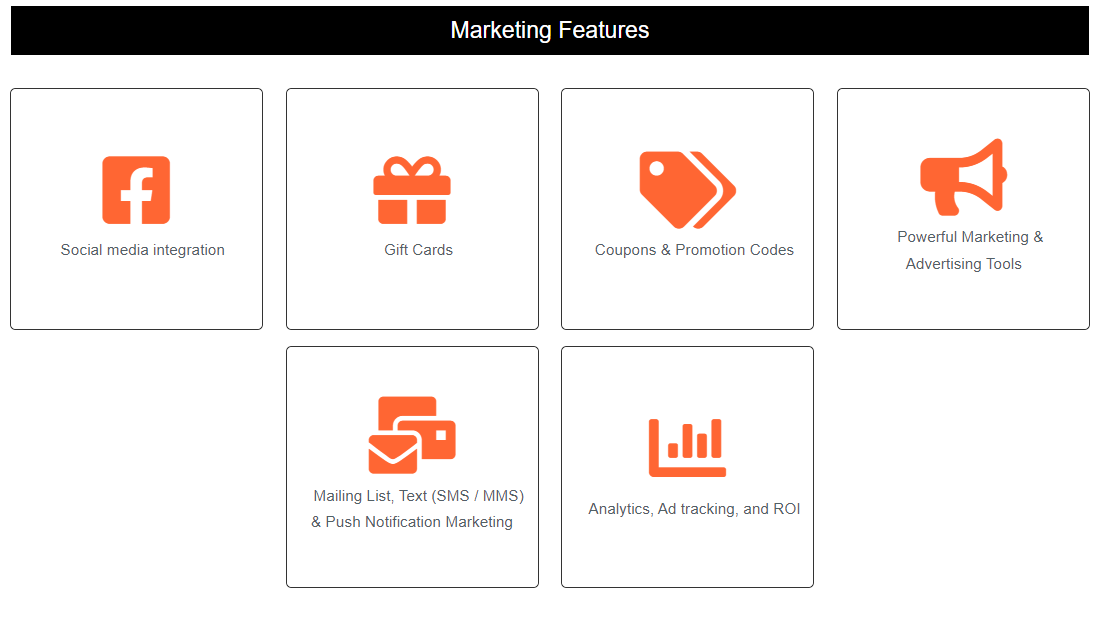 Marketing Features
Social media integration
Gift Cards
Coupons & Promotion Codes
Powerful Marketing &
Advertising Tools
Mailing List, Text (SMS / MMS)
& Push Notification Marketing
Analytics, Ad tracking, and ROI